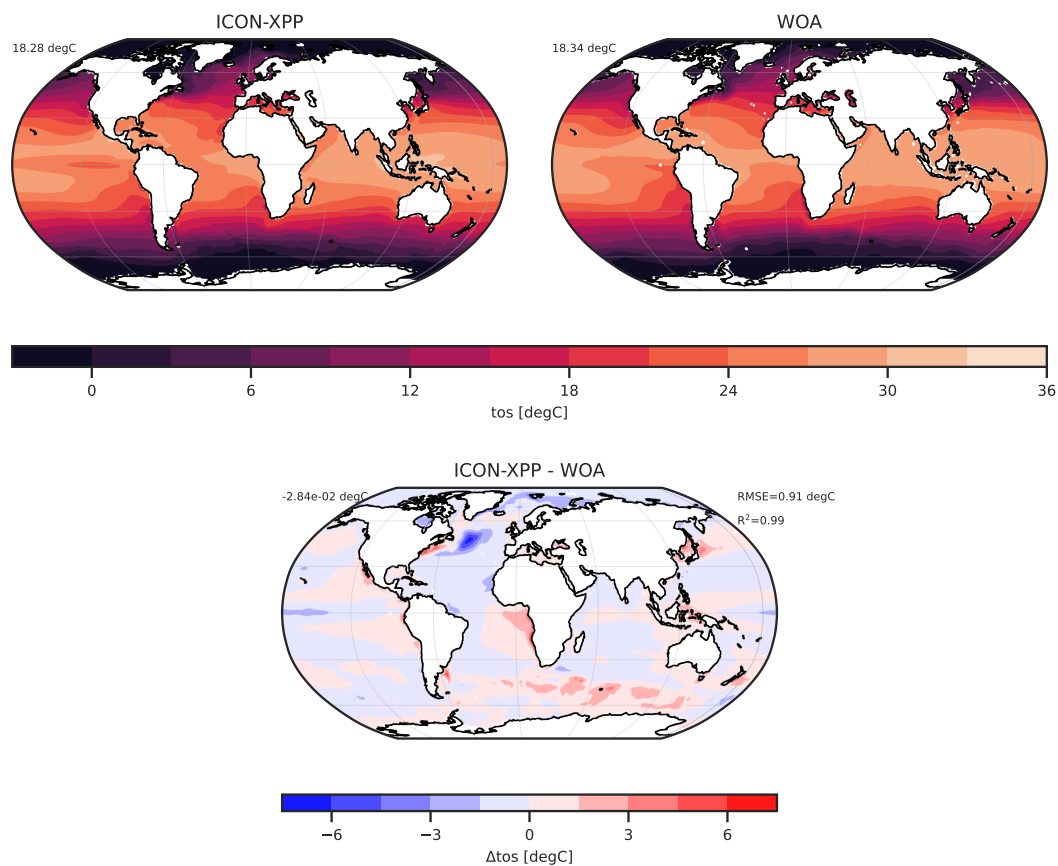 ICON-XPP
WOA
18.28 degC
18.34 degC
0 6 12 18 24 30 36
tos [degC]
ICON-XPP - WOA
-2.84e-02 degC
RMSE=0.91 degC
R²=0.99
−6 −3 0 3 6
Δtos [degC]